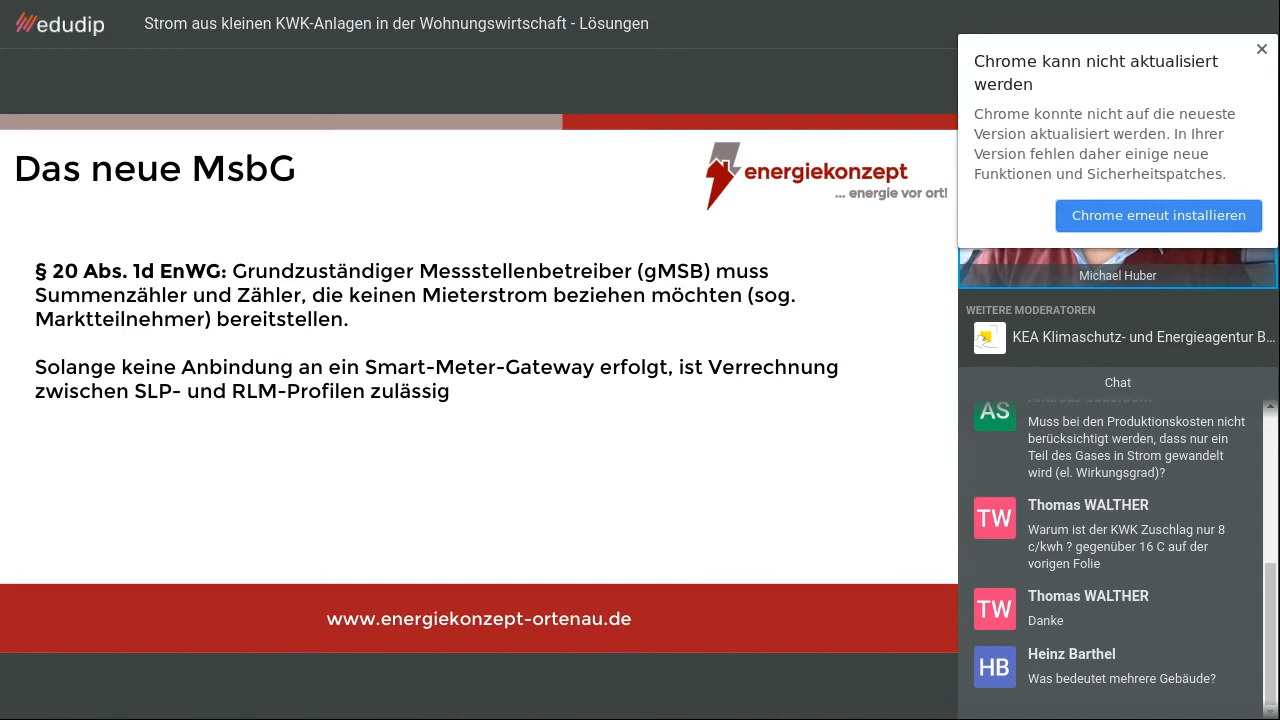 edudip
Strom aus kleinen KWK-Anlagen in der Wohnungswirtschaft - Lösungen
Das neue MsbG
energiekonzept
... energie vor ort!
§ 20 Abs. 1d EnWG: Grundzuständiger Messstellenbetreiber (gMSB) muss
Summenzähler und Zähler, die keinen Mieterstrom beziehen möchten (sog.
Marktteilnehmer) bereitstellen.
Solange keine Anbindung an ein Smart-Meter-Gateway erfolgt, ist Verrechnung
zwischen SLP- und RLM-Profilen zulässig
www.energiekonzept-ortenau.de
Chrome kann nicht aktualisiert
werden
Chrome konnte nicht auf die neueste
Version aktualisiert werden. In Ihrer
Version fehlen daher einige neue
Funktionen und Sicherheitspatches.
Chrome erneut installieren
Michael Huber
WEITERE MODERATOREN
KEA Klimaschutz- und Energieagentur B...
Chat
AS
Muss bei den Produktionskosten nicht
berücksichtigt werden, dass nur ein
Teil des Gases in Strom gewandelt
wird (el. Wirkungsgrad)?
TW
Thomas WALTHER
Warum ist der KWK Zuschlag nur 8
c/kwh ? gegenüber 16 C auf der
vorigen Folie
TW
Thomas WALTHER
Danke
HB
Heinz Barthel
Was bedeutet mehrere Gebäude?